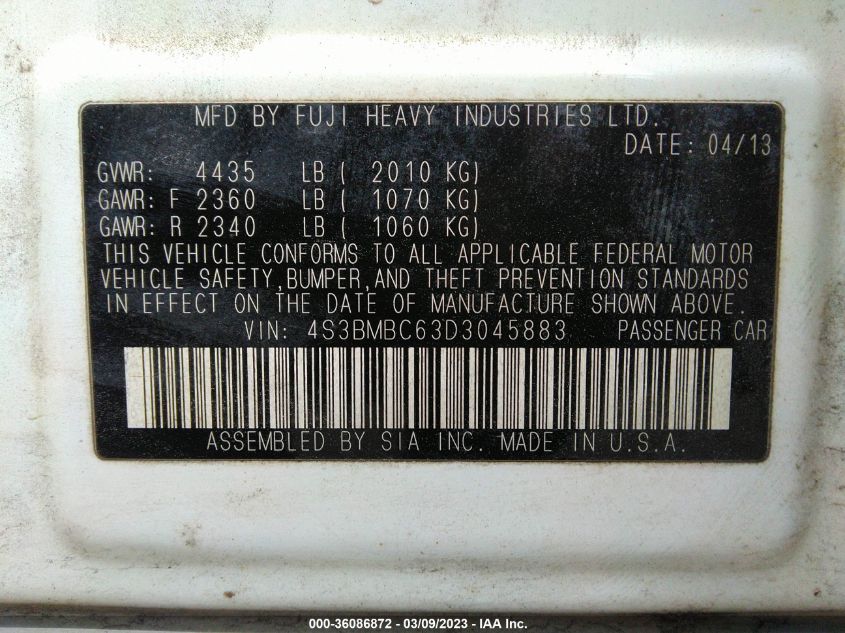 MFD BY FUJI HEAVY INDUSTRIES LTD.
DATE: 04/13
GVWR: 4435 LB ( 2010 KG)
GAWR: F 2360 LB ( 1070 KG)
GAWR: R 2340 LB ( 1060 KG)
THIS VEHICLE CONFORMS TO ALL APPLICABLE FEDERAL MOTOR
VEHICLE SAFETY,BUMPER,AND THEFT PREVENTION STANDARDS
IN EFFECT ON THE DATE OF MANUFACTURE SHOWN ABOVE.
VIN: 4S3BMBC63D3045883 PASSENGER CAR
ASSEMBLED BY SIA INC. MADE IN U.S.A.
000-36086872 - 03/09/2023 - IAA Inc.